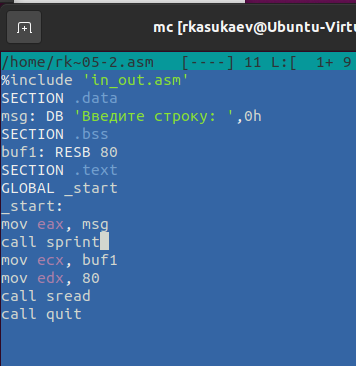 mc [rkasukaev@Ubuntu-Virtu
/home/rk~05-2.asm [----] 11 L:[ 1+ 9
%include 'in_out.asm'
SECTION .data
msg: DB 'Введите строку: ',0h
SECTION .bss
buf1: RESB 80
SECTION .text
GLOBAL _start
_start:
mov eax, msg
call sprint
mov ecx, buf1
mov edx, 80
call sread
call quit